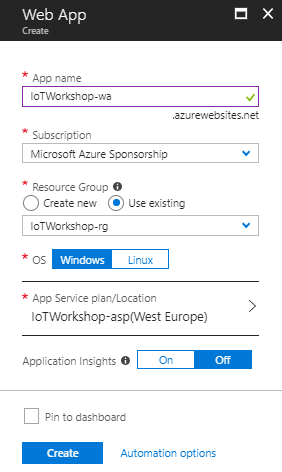 Web App
Create
* App name
IoTWorkshop-wa
.azurewebsites.net
* Subscription
Microsoft Azure Sponsorship
* Resource Group
Create new Use existing
IoTWorkshop-rg
* OS Windows Linux
* App Service plan/Location
IoTWorkshop-asp(West Europe)
Application Insights On Off
Pin to dashboard
Create Automation options